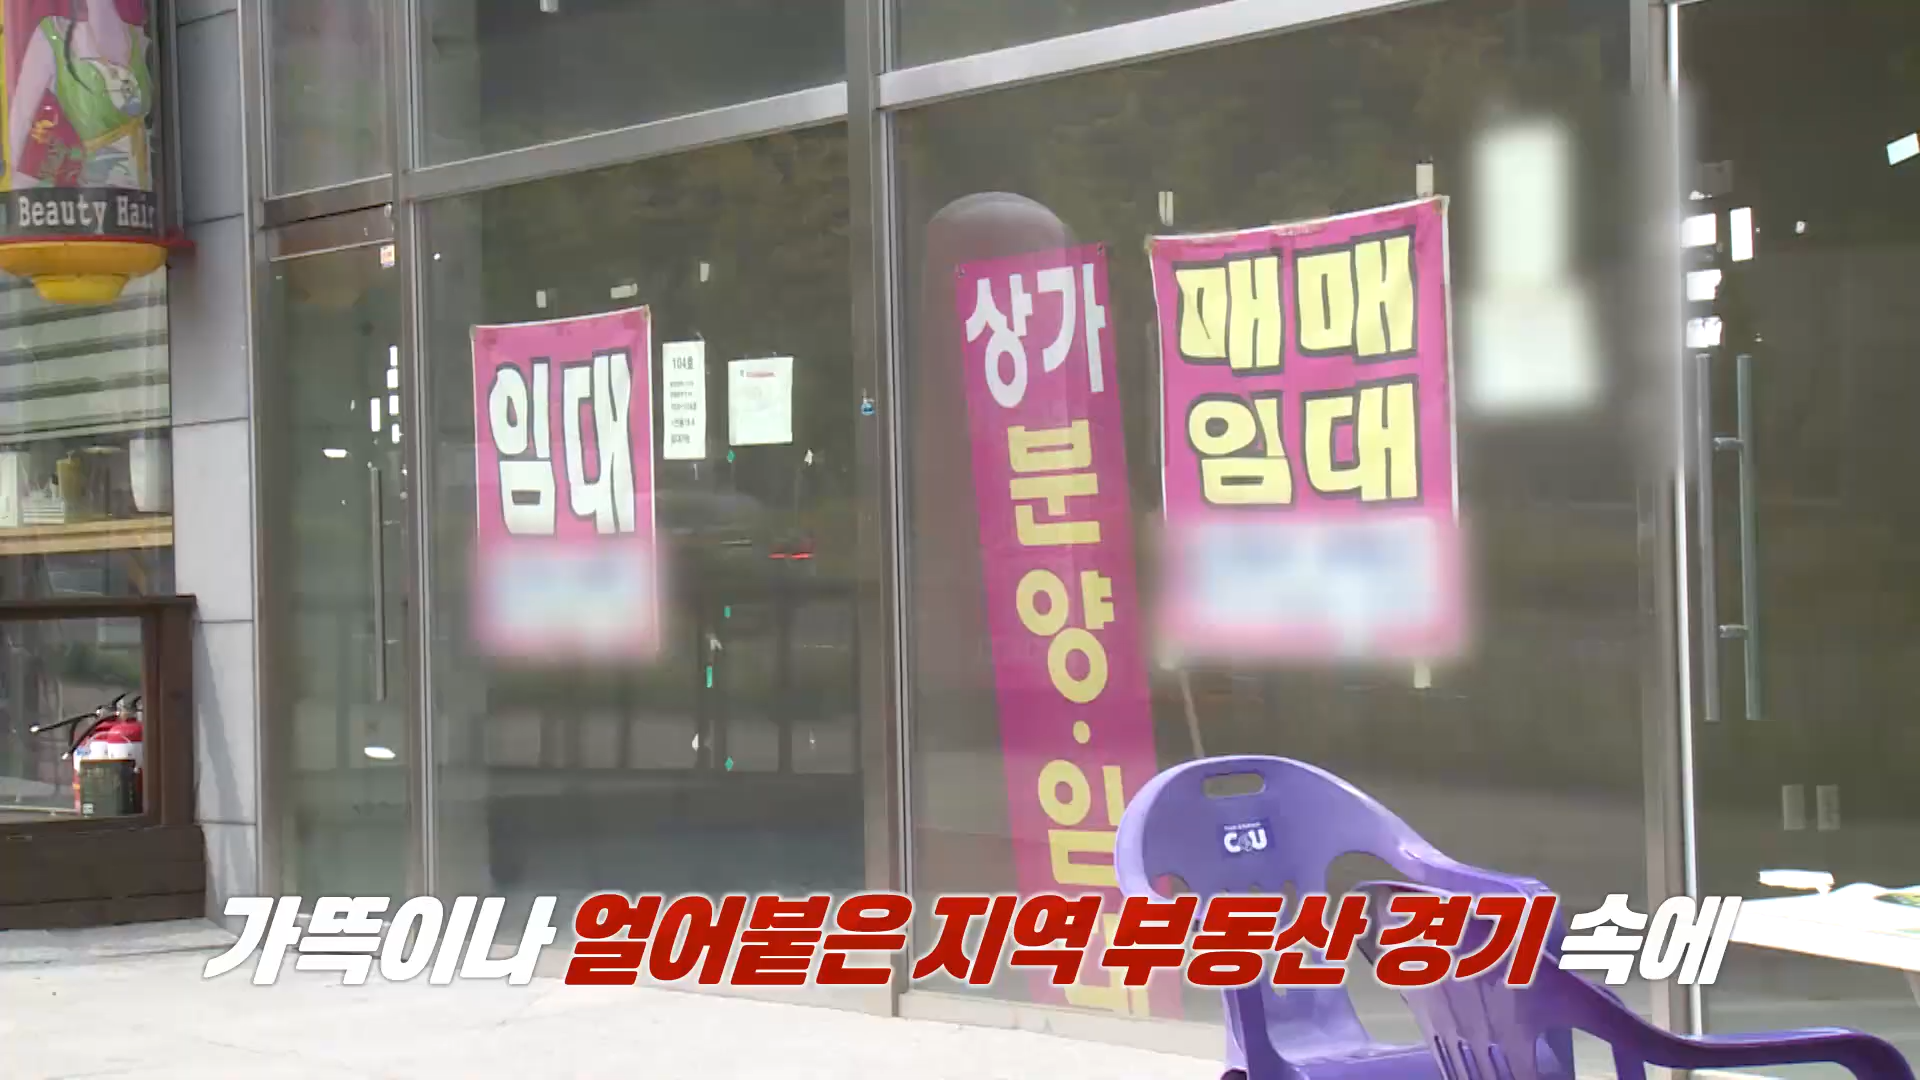 Beauty Hair
임대
104호
상가
분양·임대
매매
임대
CU
가뜩이나 얼어붙은 지역 부동산 경기 속에